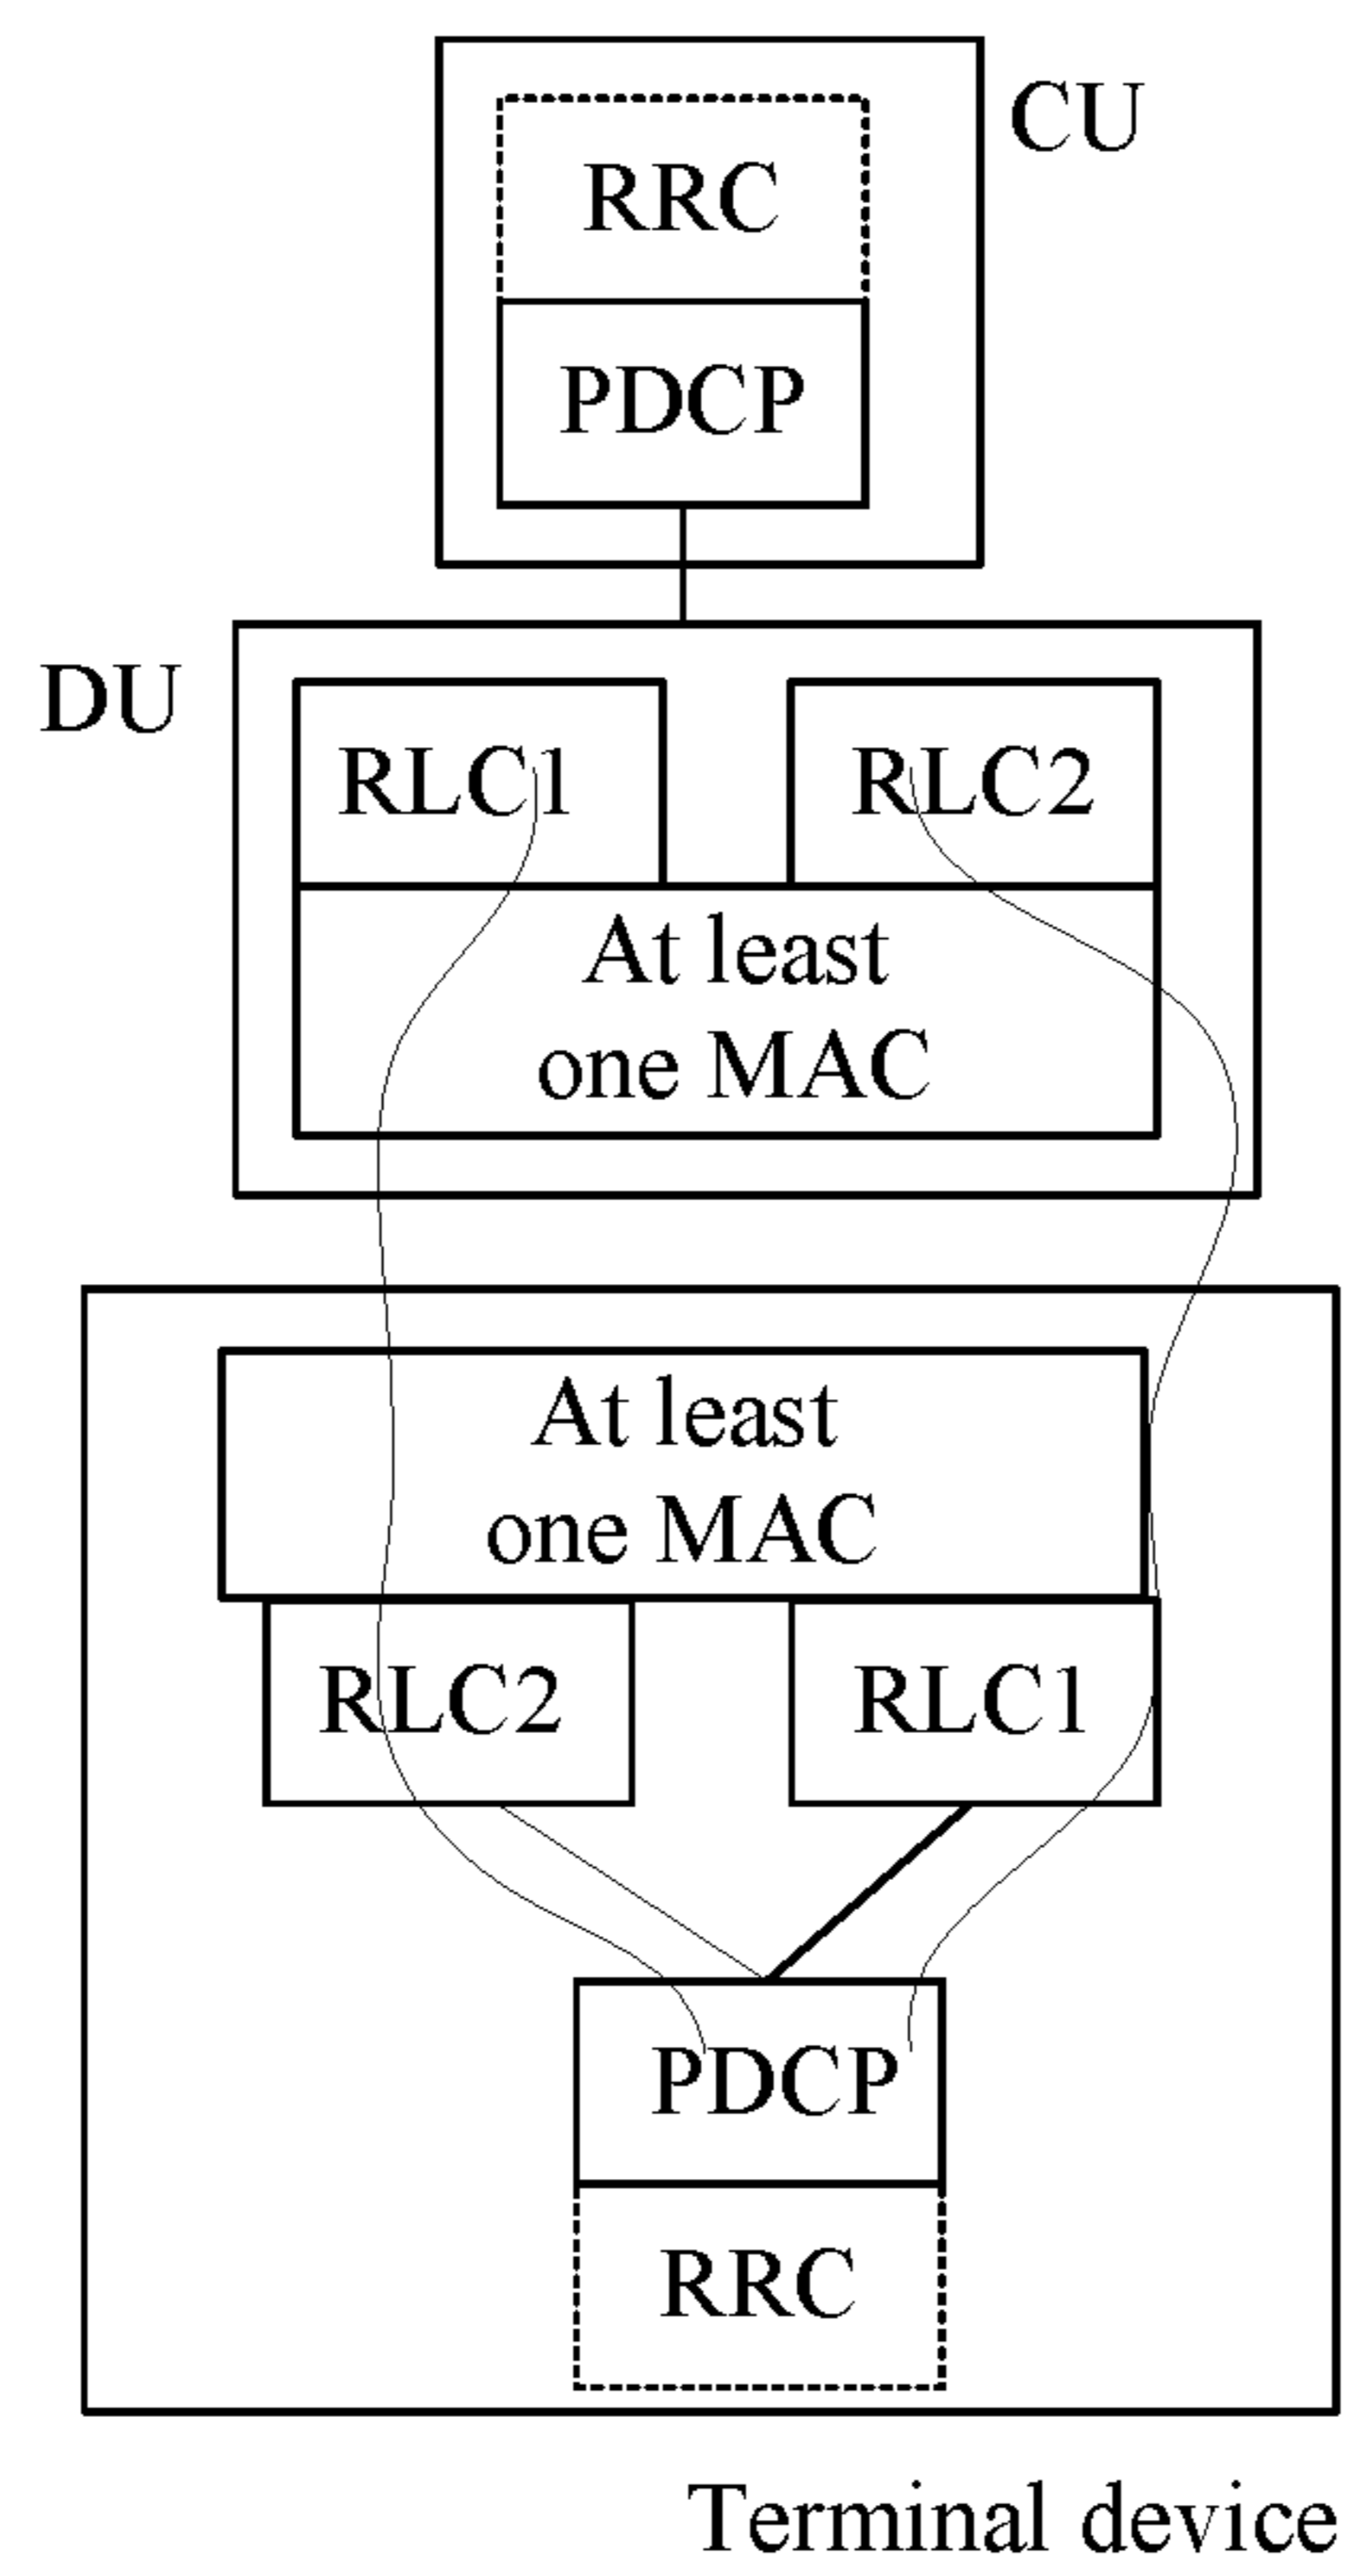 CU
RRC
PDCP
DU
RLC1
RLC2
At least
one MAC
At least
one MAC
RLC2
RLC1
PDCP
RRC
Terminal device